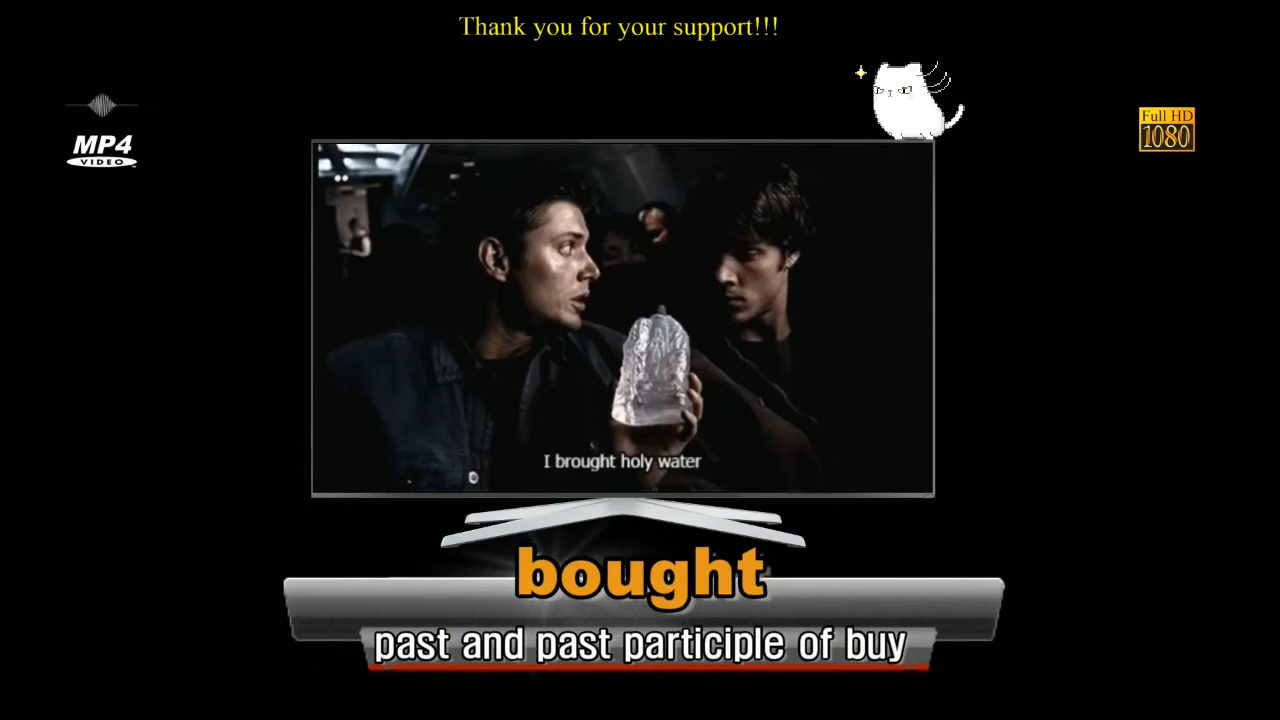 Thank you for your support!!!
Full HD
1080
MP4
VIDEO
I brought holy water
bought
past and past participle of buy